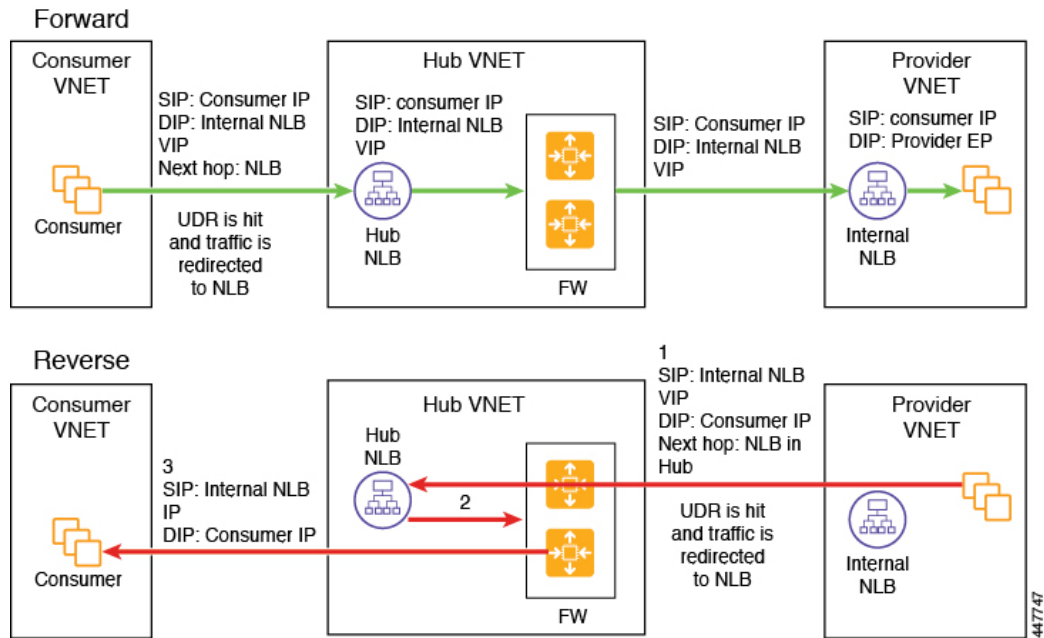 Forward
Consumer
VNET
SIP: Consumer IP
DIP: Internal NLB
VIP
Next hop: NLB
Consumer
UDR is hit
and traffic is
redirected
to NLB
Hub VNET
SIP: consumer IP
DIP: Internal NLB
VIP
Hub
NLB
FW
SIP: Consumer IP
DIP: Internal NLB
VIP
Provider
VNET
SIP: consumer IP
DIP: Provider EP
Internal
NLB
Reverse
Consumer
VNET
3
SIP: Internal NLB
IP
DIP: Consumer IP
Consumer
Hub VNET
Hub
NLB
2
FW
1
SIP: Internal NLB
VIP
DIP: Consumer IP
Next hop: NLB in
Hub
UDR is hit
and traffic is
redirected
to NLB
Provider
VNET
Internal
NLB
447747